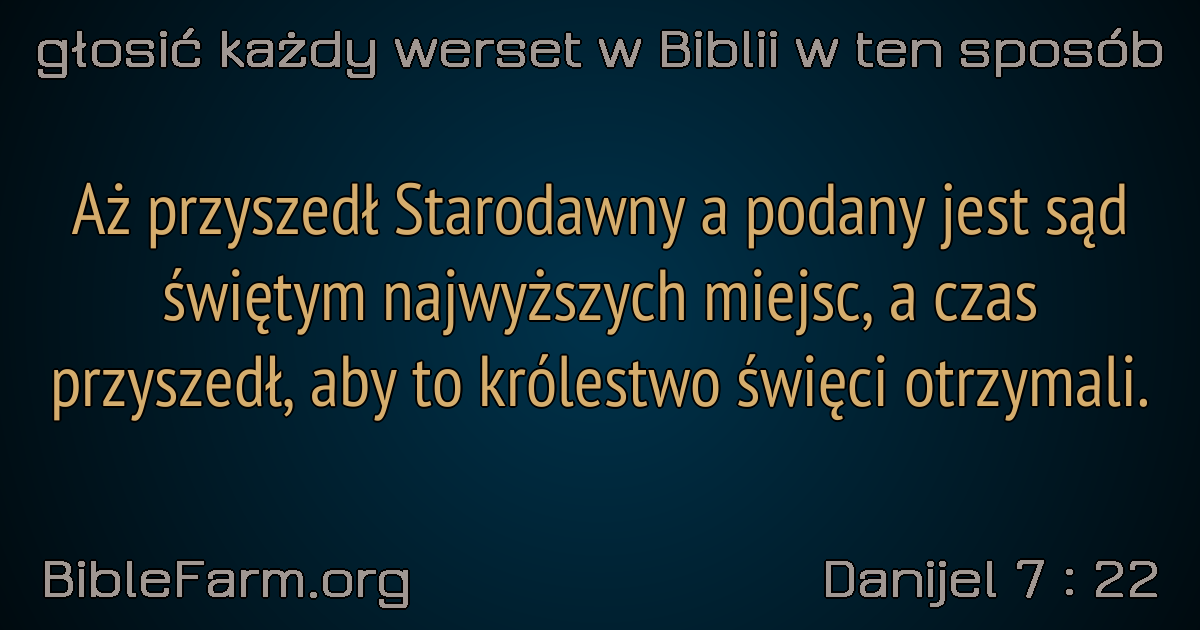 głosić każdy werset w Biblii w ten sposób
Aż przyszedł Starodawny a podany jest sąd
świętym najwyższych miejsc, a czas
przyszedł, aby to królestwo święci otrzymali.
BibleFarm.org
Danijel 7 : 22